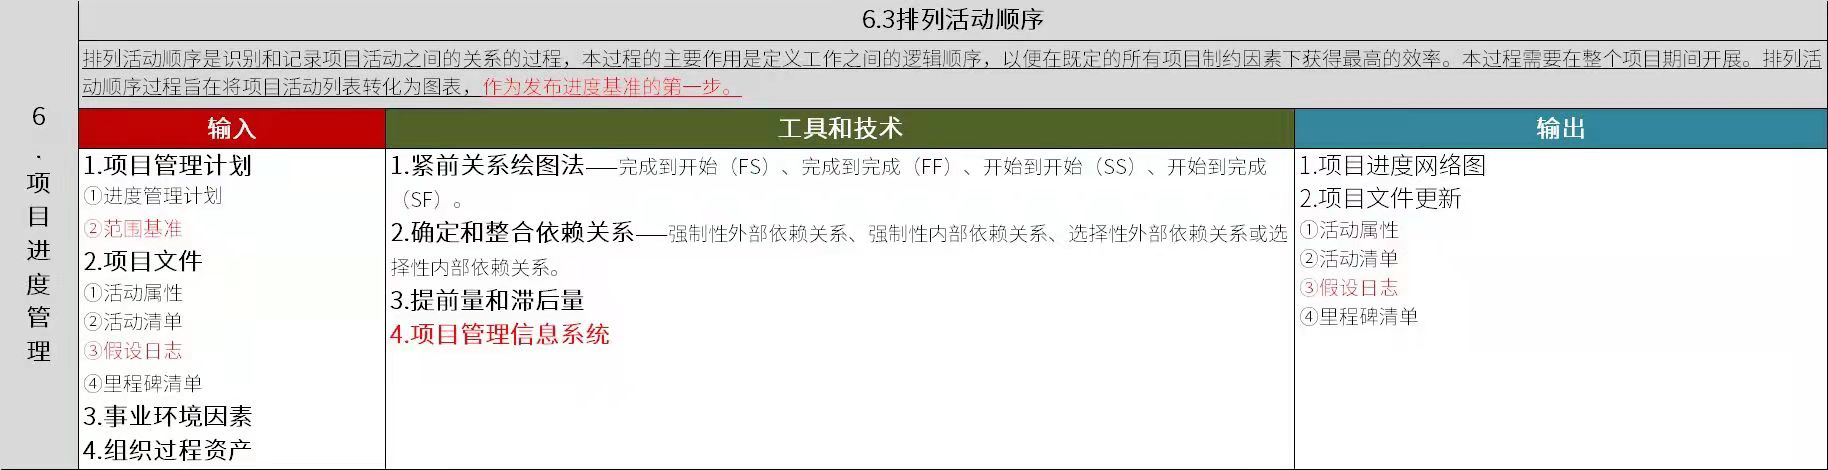 6.项目进度管理
6.3排列活动顺序
排列活动顺序是识别和记录项目活动之间的关系的过程，本过程的主要作用是定义工作之间的逻辑顺序，以便在既定的所有项目制约因素下获得最高的效率。本过程需要在整个项目期间开展。排列活
动顺序过程旨在将项目活动列表转化为图表，作为发布进度基准的第一步。
输入
1.项目管理计划
①进度管理计划
②范围基准
2.项目文件
①活动属性
②活动清单
③假设日志
④里程碑清单
3.事业环境因素
4.组织过程资产
工具和技术
1.紧前关系绘图法——完成到开始（FS）、完成到完成（FF）、开始到开始（SS）、开始到完成
（SF）。
2.确定和整合依赖关系——强制性外部依赖关系、强制性内部依赖关系、选择性外部依赖关系或选
择性内部依赖关系。
3.提前量和滞后量
4.项目管理信息系统
输出
1.项目进度网络图
2.项目文件更新
①活动属性
②活动清单
③假设日志
④里程碑清单